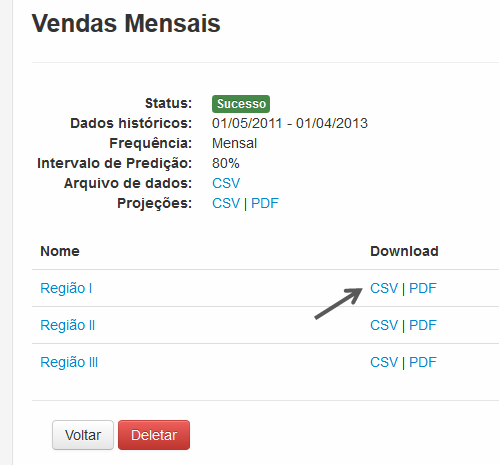 Vendas Mensais
Status: Sucesso
Dados históricos: 01/05/2011 - 01/04/2013
Frequência: Mensal
Intervalo de Predição: 80%
Arquivo de dados: CSV
Projeções: CSV | PDF
Nome Download
Região I CSV | PDF
Região II CSV | PDF
Região III CSV | PDF
Voltar Deletar